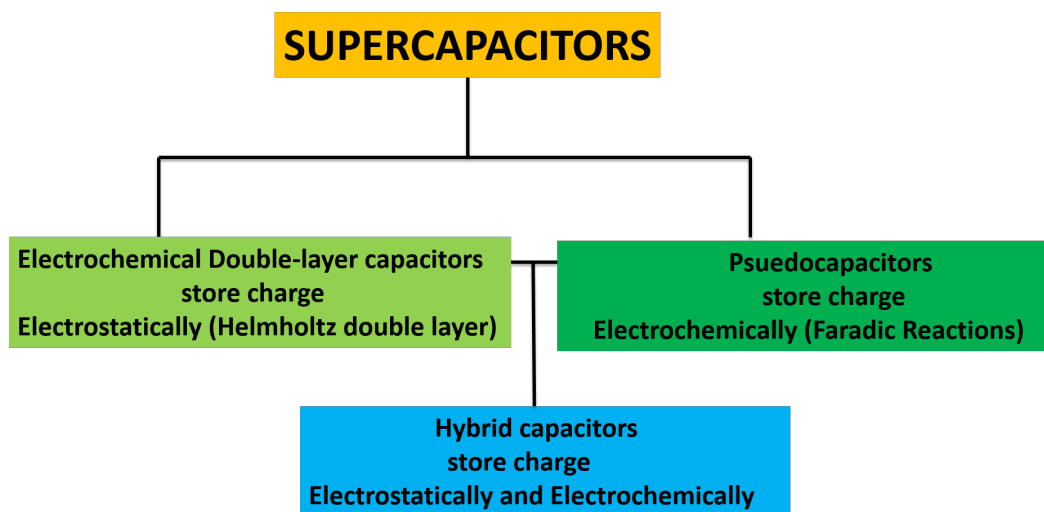 SUPERCAPACITORS
Electrochemical Double-layer capacitors
store charge
Electrostatically (Helmholtz double layer)
Psuedocapacitors
store charge
Electrochemically (Faradic Reactions)
Hybrid capacitors
store charge
Electrostatically and Electrochemically